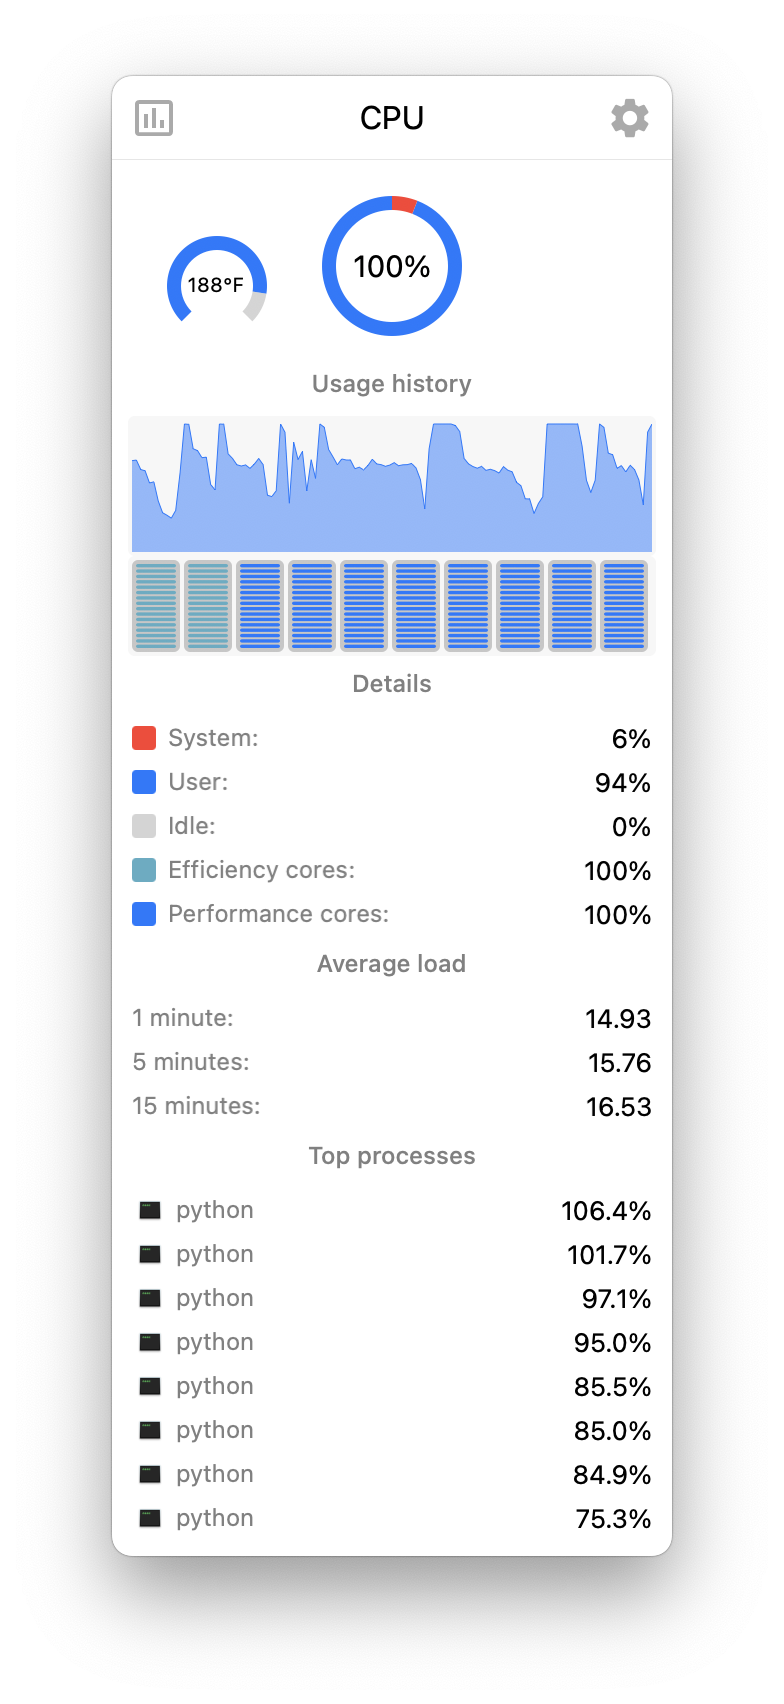 CPU
188°F
100%
Usage history
Details
System: 6%
User: 94%
Idle: 0%
Efficiency cores: 100%
Performance cores: 100%
Average load
1 minute: 14.93
5 minutes: 15.76
15 minutes: 16.53
Top processes
python 106.4%
python 101.7%
python 97.1%
python 95.0%
python 85.5%
python 85.0%
python 84.9%
python 75.3%